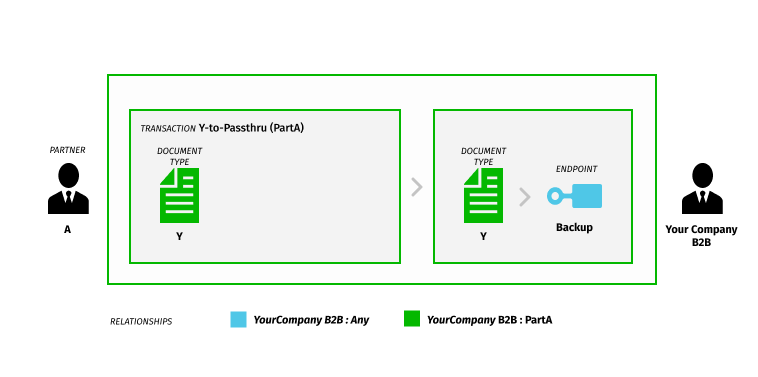 TRANSACTION Y-to-Passthru (PartA)
PARTNER
A
DOCUMENT
TYPE
Y
DOCUMENT
TYPE
Y
ENDPOINT
Backup
Your Company
B2B
RELATIONSHIPS
YourCompany B2B : Any
YourCompany B2B : PartA